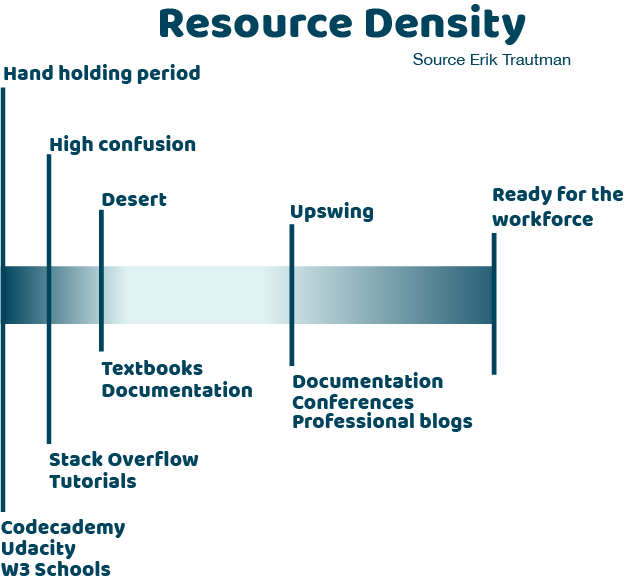 Resource Density
Source Erik Trautman
Hand holding period
High confusion
Desert
Upswing
Ready for the
workforce
Textbooks
Documentation
Documentation
Conferences
Professional blogs
Stack Overflow
Tutorials
Codecademy
Udacity
W3 Schools